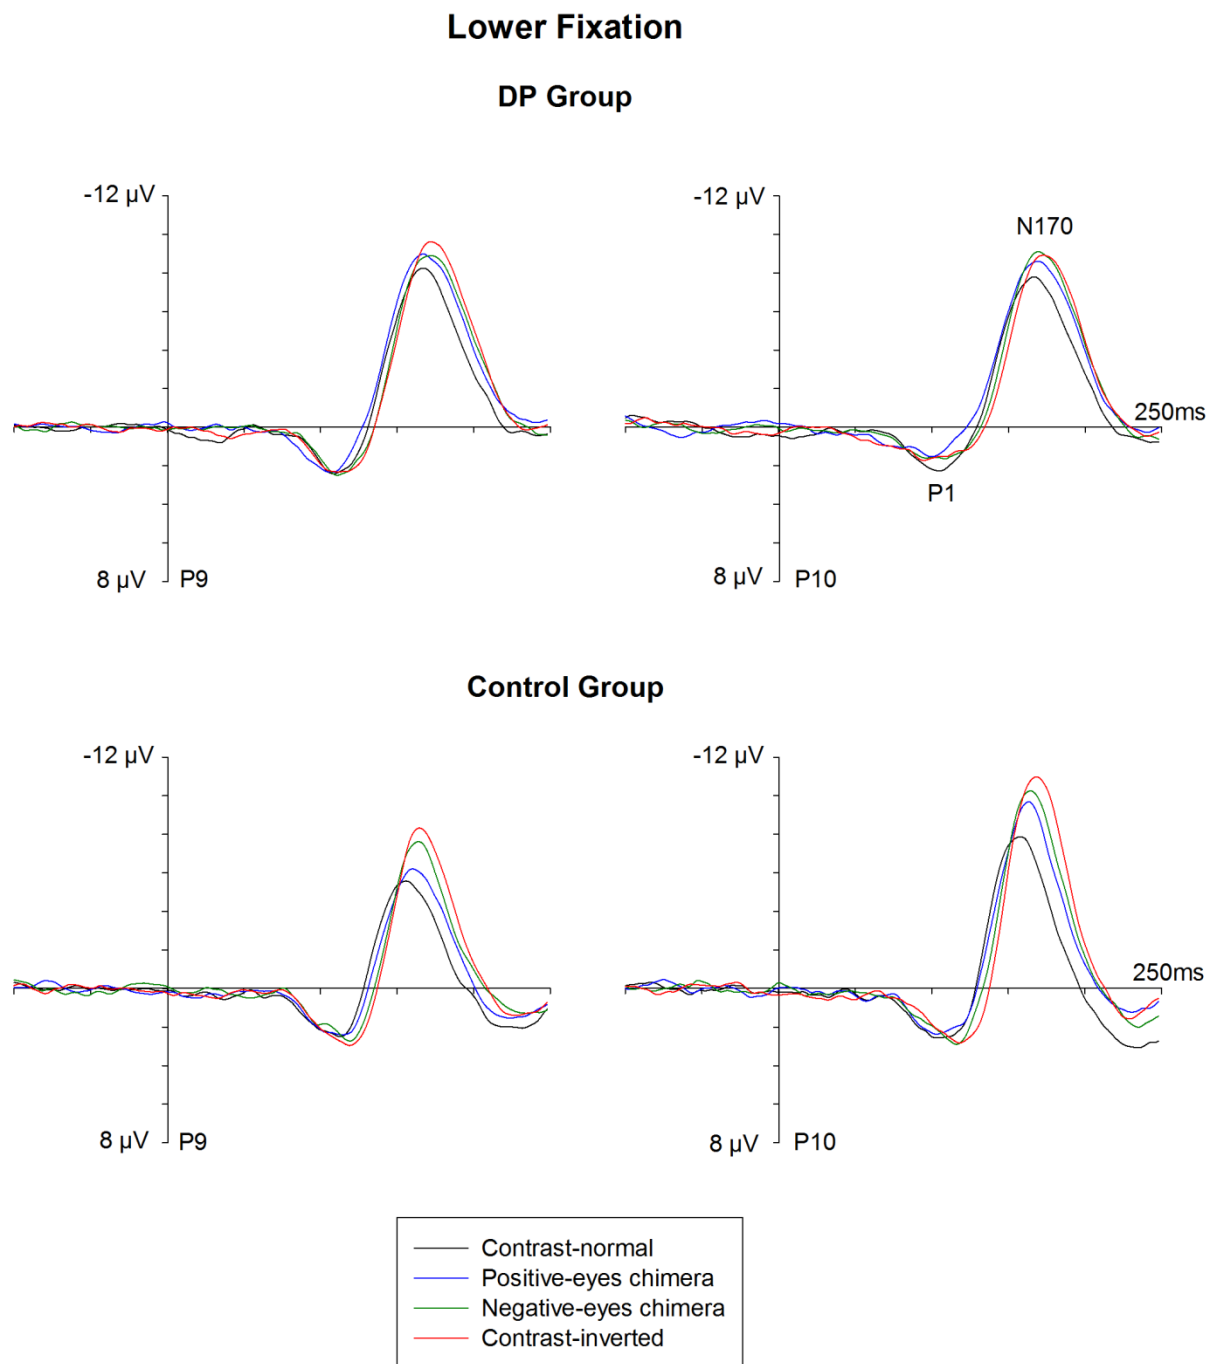 Lower Fixation
DP Group
-12 µV
-12 µV
N170
250ms
P1
8 µV P9
8 µV P10
Control Group
-12 µV
-12 µV
250ms
8 µV P9
8 µV P10
Contrast-normal
Positive-eyes chimera
Negative-eyes chimera
Contrast-inverted